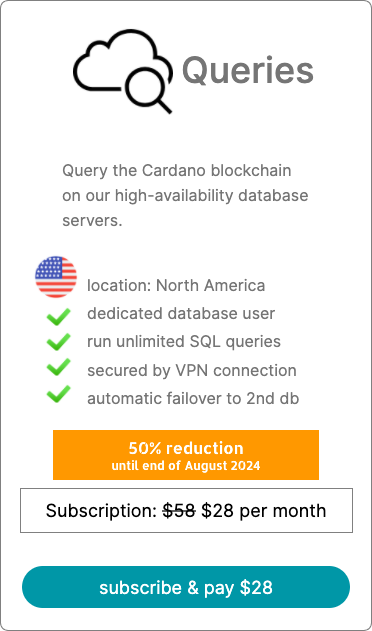 Queries
Query the Cardano blockchain
on our high-availability database
servers.
location: North America
dedicated database user
run unlimited SQL queries
secured by VPN connection
automatic failover to 2nd db
50% reduction
until end of August 2024
Subscription: $58 $28 per month
subscribe & pay $28